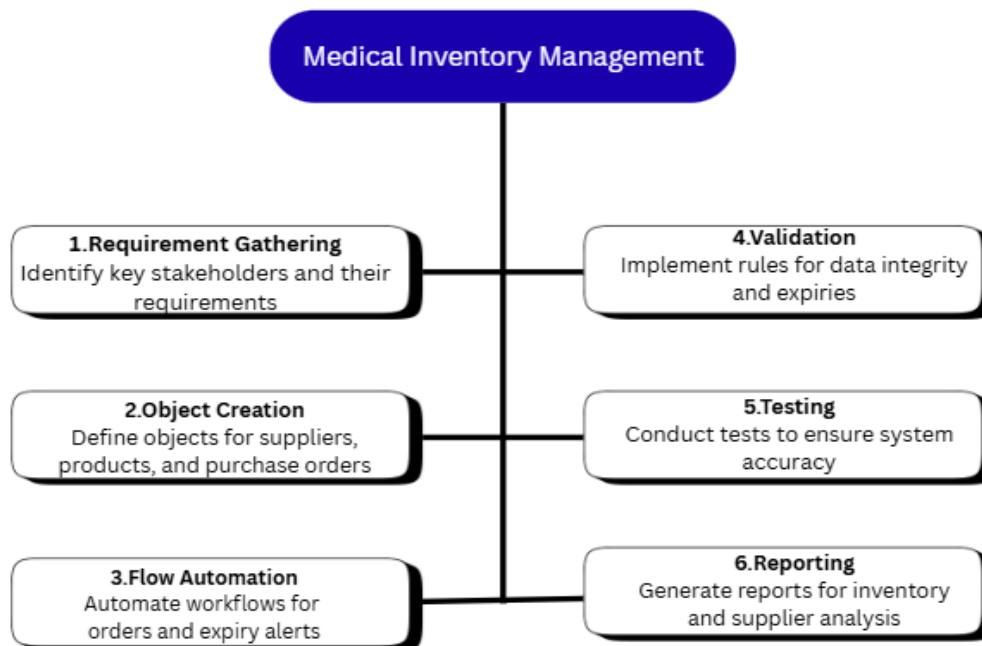 Medical Inventory Management
1.Requirement Gathering
Identify key stakeholders and their
requirements
2.Object Creation
Define objects for suppliers,
products, and purchase orders
3.Flow Automation
Automate workflows for
orders and expiry alerts
4.Validation
Implement rules for data integrity
and expiries
5.Testing
Conduct tests to ensure system
accuracy
6.Reporting
Generate reports for inventory
and supplier analysis